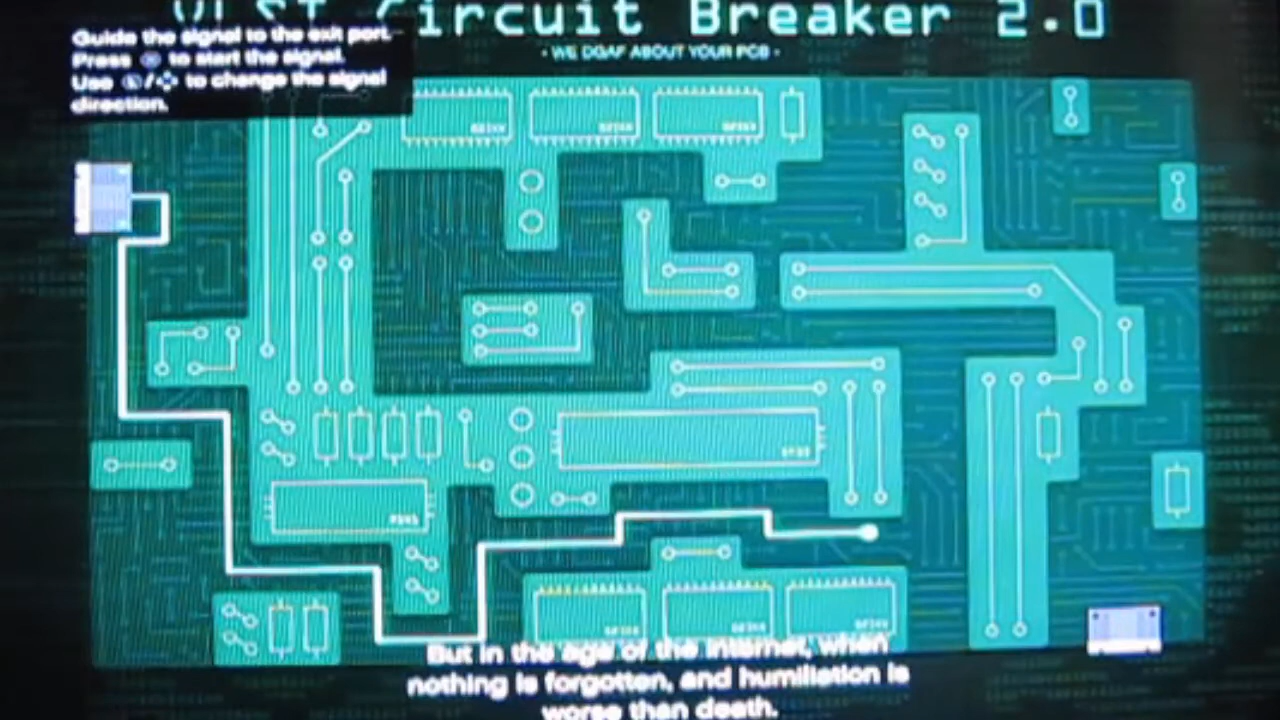 VLSI Circuit Breaker 2.0
- WE DGAF ABOUT YOUR PCB -
Guide the signal to the exit port.
Press to start the signal.
Use / to change the signal
direction.
But in the age of the internet, when
nothing is forgotten, and humiliation is
worse than death.